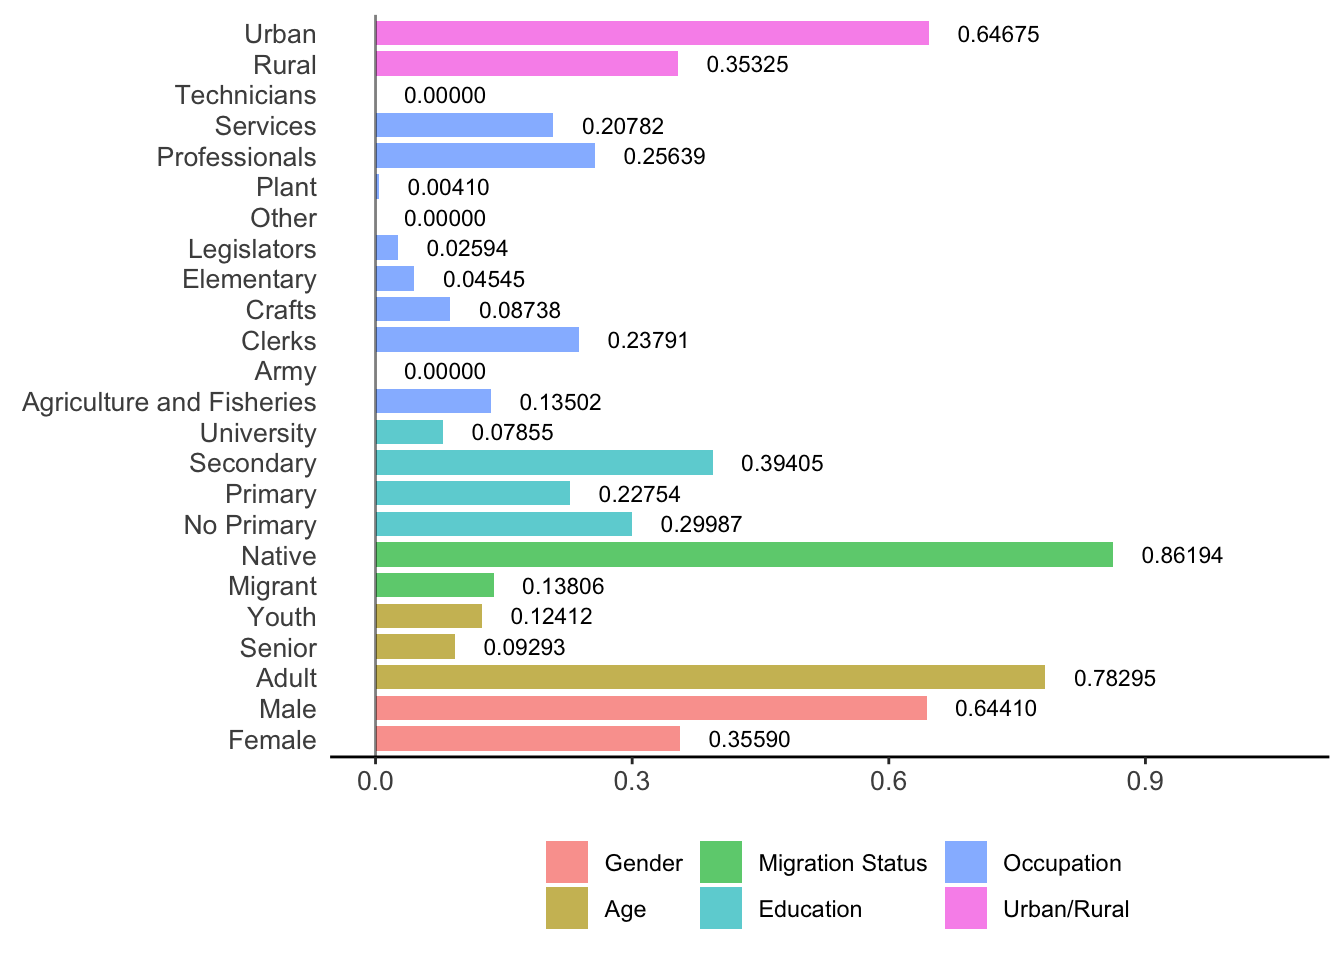 Urban 0.64675
Rural 0.35325
Technicians 0.00000
Services 0.20782
Professionals 0.25639
Plant 0.00410
Other 0.00000
Legislators 0.02594
Elementary 0.04545
Crafts 0.08738
Clerks 0.23791
Army 0.00000
Agriculture and Fisheries 0.13502
University 0.07855
Secondary 0.39405
Primary 0.22754
No Primary 0.29987
Native 0.86194
Migrant 0.13806
Youth 0.12412
Senior 0.09293
Adult 0.78295
Male 0.64410
Female 0.35590
0.0 0.3 0.6 0.9
Gender Migration Status Occupation
Age Education Urban/Rural